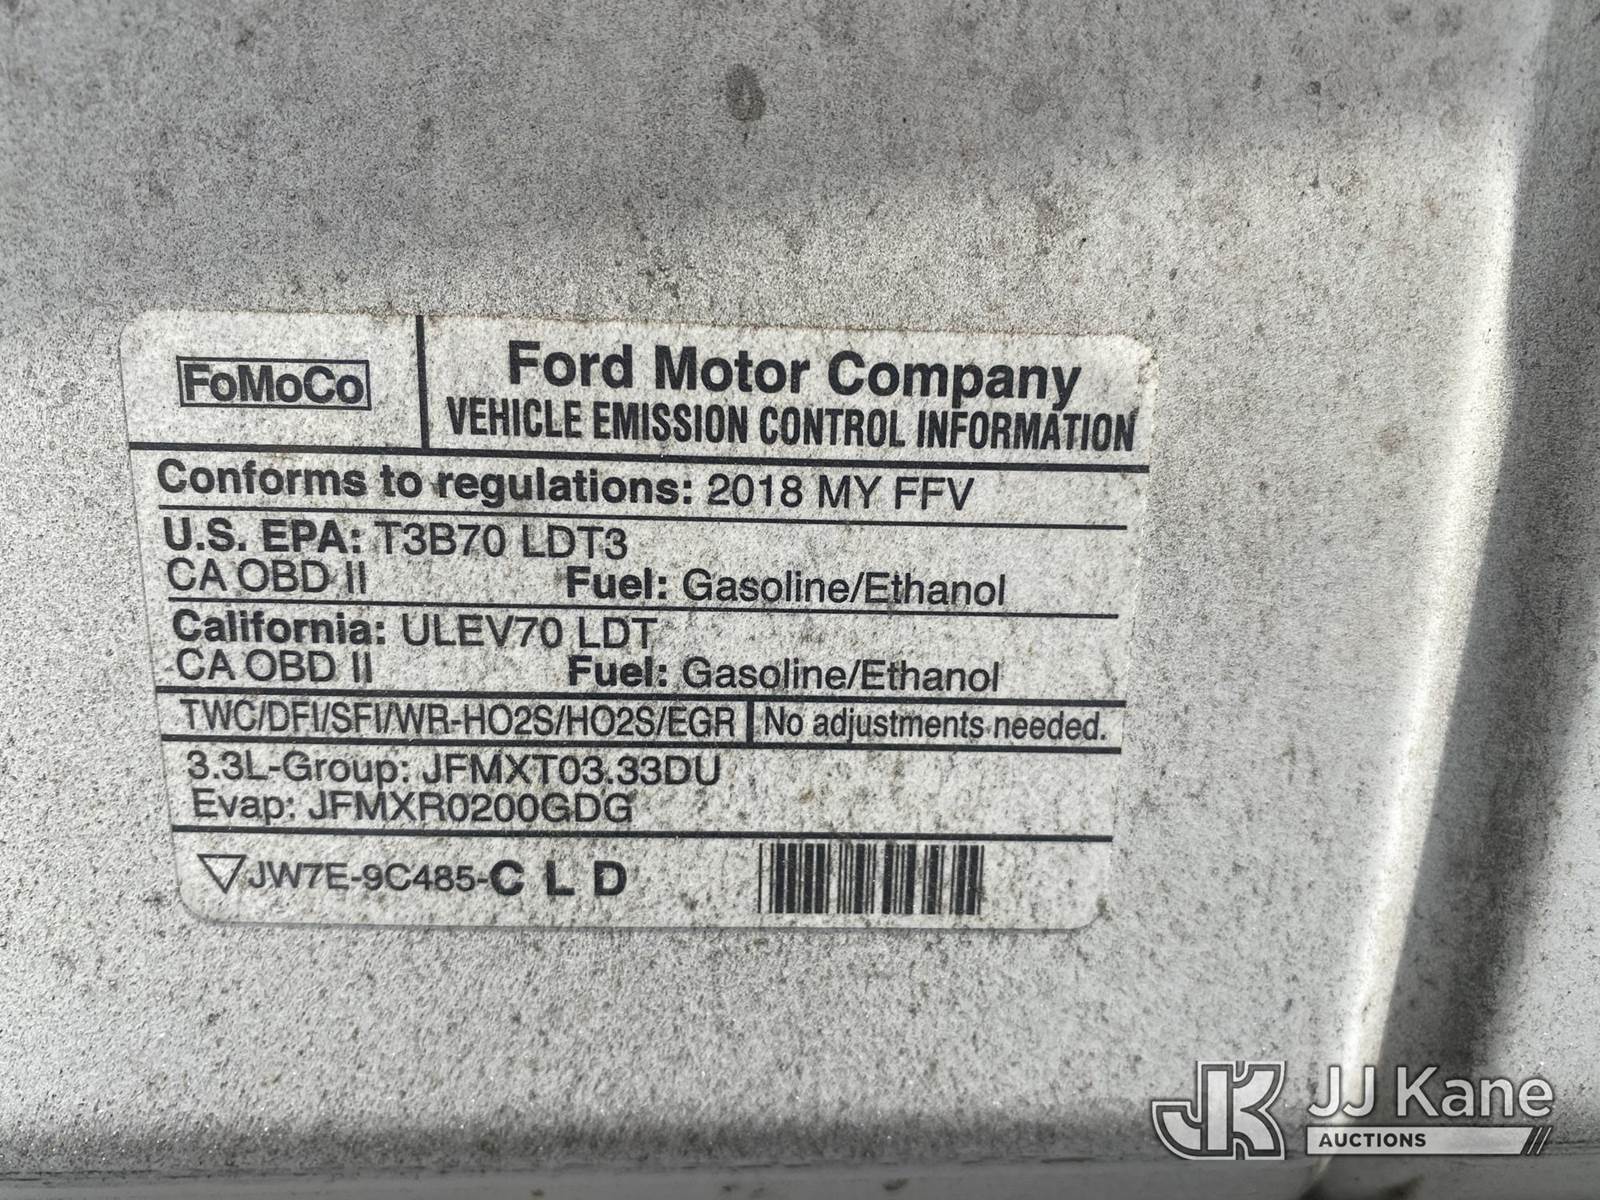 FoMoCo
Ford Motor Company
VEHICLE EMISSION CONTROL INFORMATION
Conforms to regulations: 2018 MY FFV
U.S. EPA: T3B70 LDT3
CA OBD II Fuel: Gasoline/Ethanol
California: ULEV70 LDT
CA OBD II Fuel: Gasoline/Ethanol
TWC/DFI/SFI/WR-HO2S/HO2S/EGR No adjustments needed.
3.3L-Group: JFMXT03.33DU
Evap: JFMXR0200GDG
JW7E-9C485-C L D
JK JJ Kane
AUCTIONS